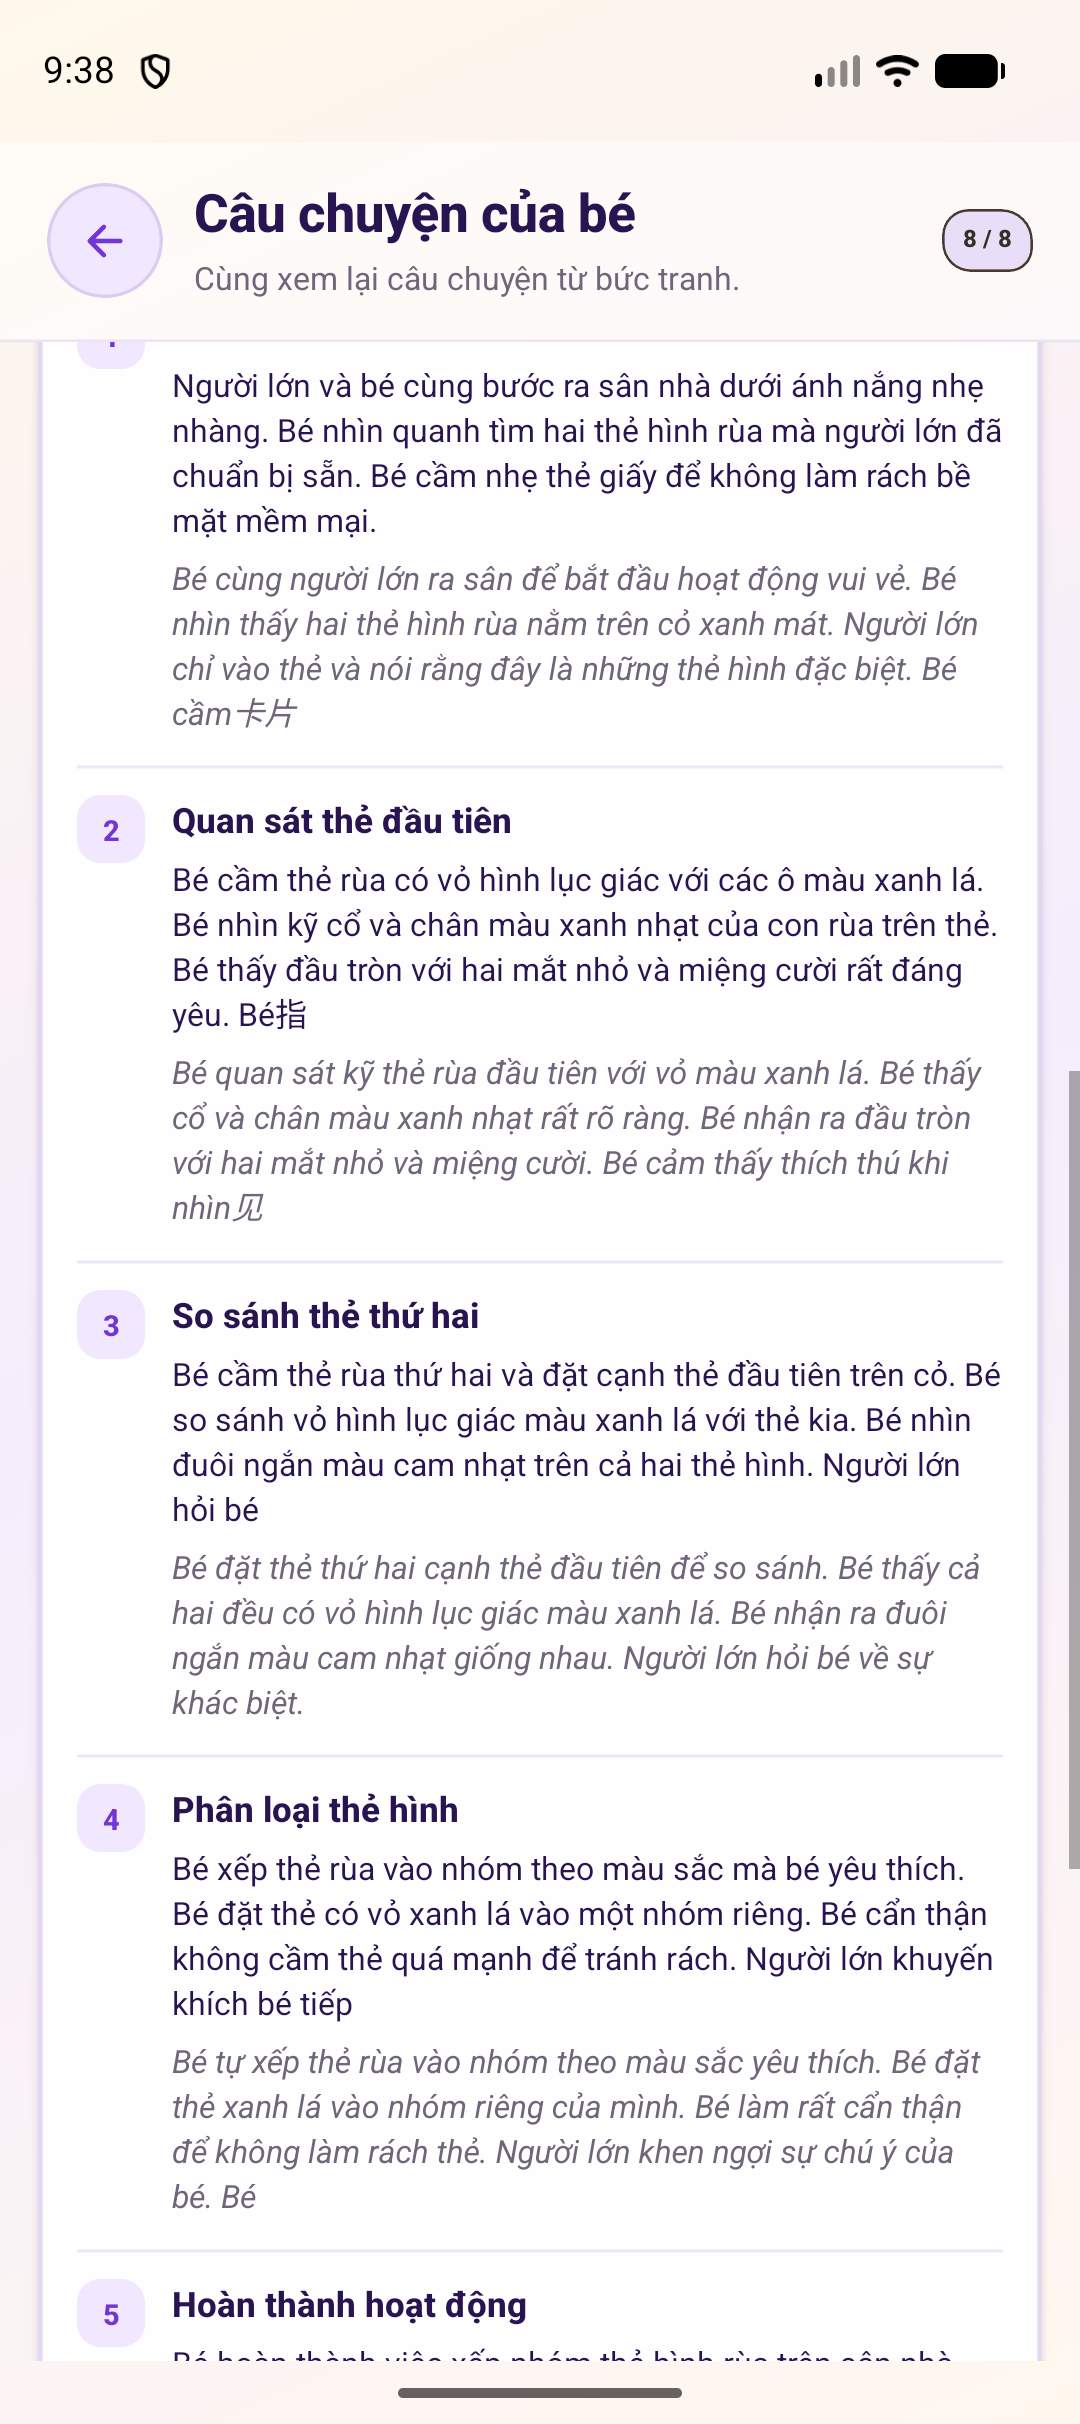 9:38
Câu chuyện của bé
8 / 8
Cùng xem lại câu chuyện từ bức tranh.
Người lớn và bé cùng bước ra sân nhà dưới ánh nắng nhẹ
nhàng. Bé nhìn quanh tìm hai thẻ hình rùa mà người lớn đã
chuẩn bị sẵn. Bé cầm nhẹ thẻ giấy để không làm rách bề
mặt mềm mại.
Bé cùng người lớn ra sân để bắt đầu hoạt động vui vẻ. Bé
nhìn thấy hai thẻ hình rùa nằm trên cỏ xanh mát. Người lớn
chỉ vào thẻ và nói rằng đây là những thẻ hình đặc biệt. Bé
cầm卡片
2
Quan sát thẻ đầu tiên
Bé cầm thẻ rùa có vỏ hình lục giác với các ô màu xanh lá.
Bé nhìn kỹ cổ và chân màu xanh nhạt của con rùa trên thẻ.
Bé thấy đầu tròn với hai mắt nhỏ và miệng cười rất đáng
yêu. Bé指
Bé quan sát kỹ thẻ rùa đầu tiên với vỏ màu xanh lá. Bé thấy
cổ và chân màu xanh nhạt rất rõ ràng. Bé nhận ra đầu tròn
với hai mắt nhỏ và miệng cười. Bé cảm thấy thích thú khi
nhìn见
3
So sánh thẻ thứ hai
Bé cầm thẻ rùa thứ hai và đặt cạnh thẻ đầu tiên trên cỏ. Bé
so sánh vỏ hình lục giác màu xanh lá với thẻ kia. Bé nhìn
đuôi ngắn màu cam nhạt trên cả hai thẻ hình. Người lớn
hỏi bé
Bé đặt thẻ thứ hai cạnh thẻ đầu tiên để so sánh. Bé thấy cả
hai đều có vỏ hình lục giác màu xanh lá. Bé nhận ra đuôi
ngắn màu cam nhạt giống nhau. Người lớn hỏi bé về sự
khác biệt.
4
Phân loại thẻ hình
Bé xếp thẻ rùa vào nhóm theo màu sắc mà bé yêu thích.
Bé đặt thẻ có vỏ xanh lá vào một nhóm riêng. Bé cẩn thận
không cầm thẻ quá mạnh để tránh rách. Người lớn khuyến
khích bé tiếp
Bé tự xếp thẻ rùa vào nhóm theo màu sắc yêu thích. Bé đặt
thẻ xanh lá vào nhóm riêng của mình. Bé làm rất cẩn thận
để không làm rách thẻ. Người lớn khen ngợi sự chú ý của
bé. Bé
5
Hoàn thành hoạt động
Bé hoàn thành việc xếp nhóm thẻ hình rùa trên sân nhà